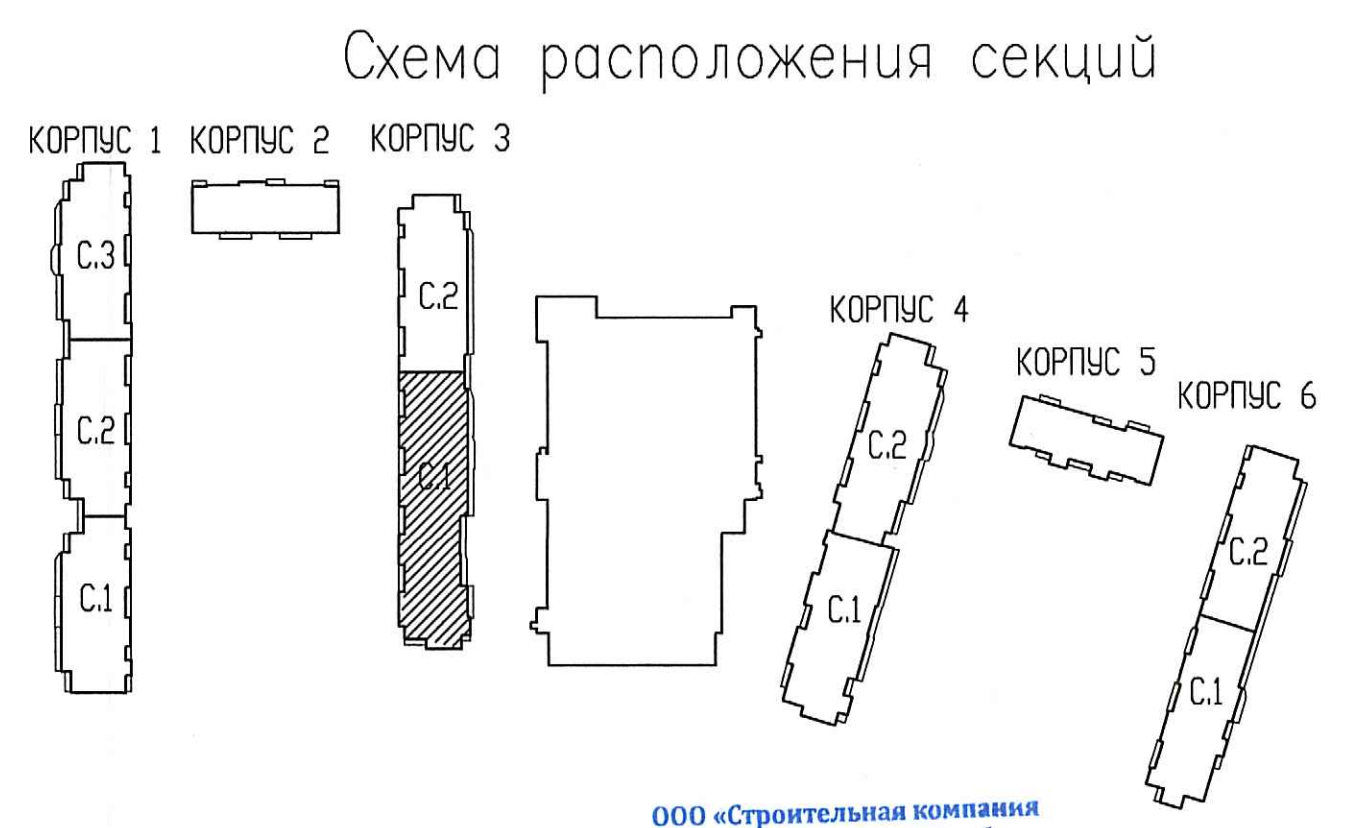 Схема расположения секций
КОРПУС 1 КОРПУС 2 КОРПУС 3
С.3
С.2
КОРПУС 4
КОРПУС 5
КОРПУС 6
С.2
С.2
С.1
С.2
С.1
С.1
С.1
ООО «Строительная компания